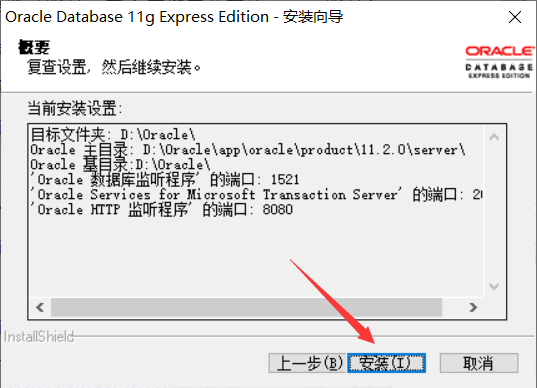 Oracle Database 11g Express Edition - 安装向导
概要
复查设置，然后继续安装。
ORACLE
DATABASE
EXPRESS EDITION
当前安装设置:
目标文件夹: D:\Oracle\
Oracle 主目录: D:\Oracle\app\oracle\product\11.2.0\server\
Oracle 基目录:D:\Oracle\
'Oracle 数据库监听程序' 的端口: 1521
'Oracle Services for Microsoft Transaction Server' 的端口:
'Oracle HTTP 监听程序' 的端口: 8080
InstallShield
上一步(B)
安装(I)
取消